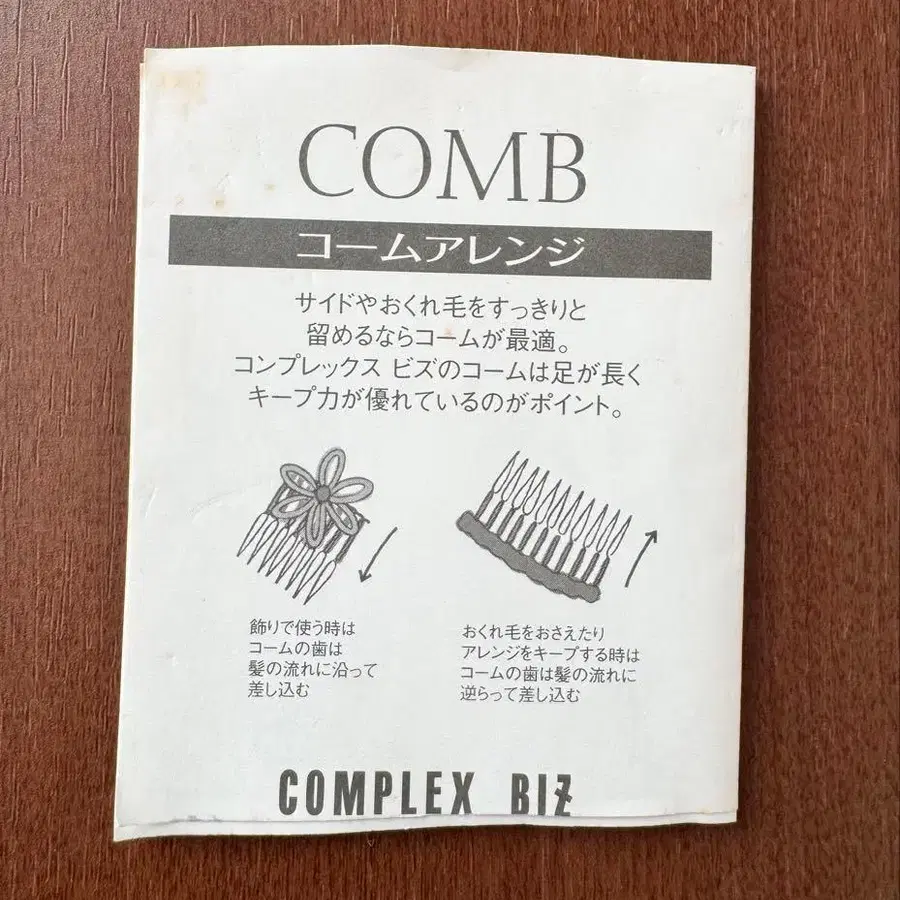 COMB
コームアレンジ
サイドやおくれ毛をすっきりと
留めるならコームが最適。
コンプレックス ビズのコームは足が長く
キープ力が優れているのがポイント。
飾りで使う時は
コームの歯は
髪の流れに沿って
差し込む
おくれ毛をおさえたり
アレンジをキープする時は
コームの歯は髪の流れに
逆らって差し込む
COMPLEX BIZ